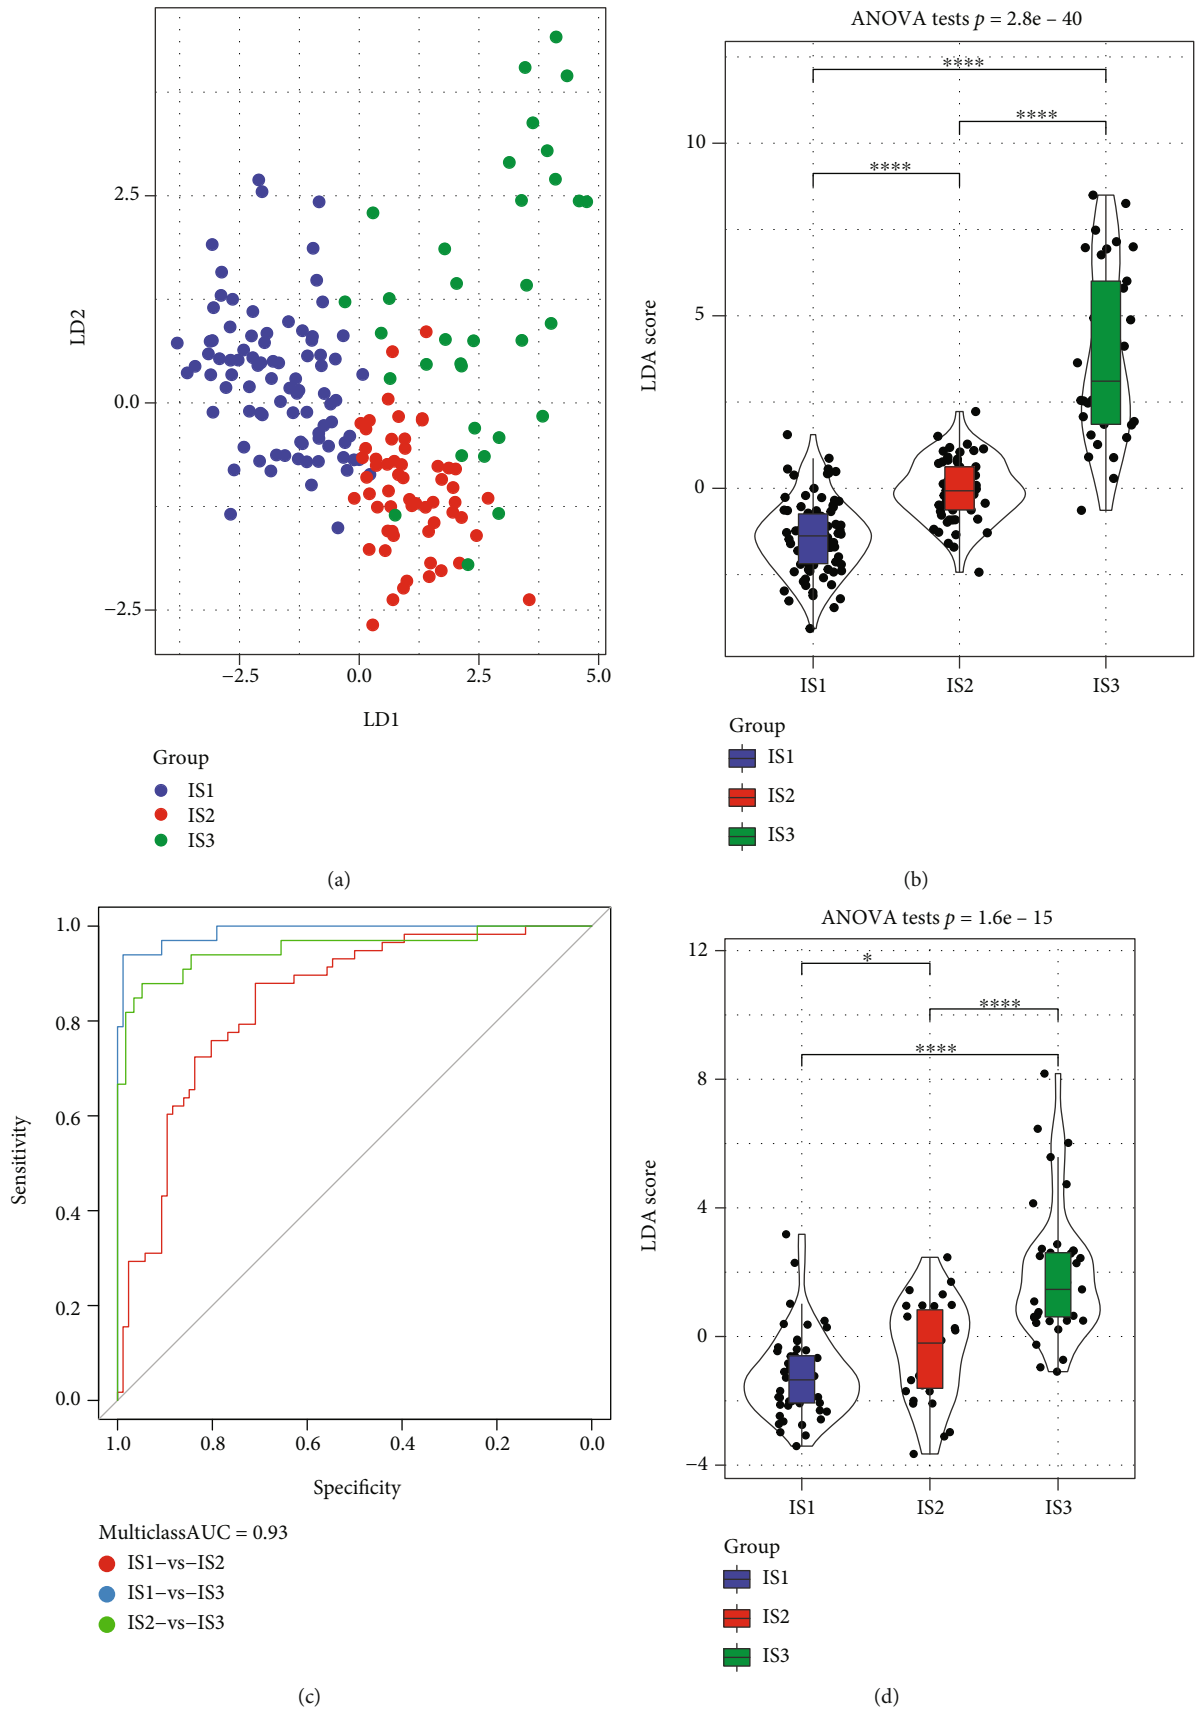 LD2
2.5
0.0
−2.5
−2.5
0.0
2.5
5.0
LD1
Group
IS1
IS2
IS3
(a)
ANOVA tests p = 2.8e – 40
****
****
****
LDA score
10
5
0
IS1
IS2
IS3
Group
IS1
IS2
IS3
(b)
Sensitivity
1.0
0.8
0.6
0.4
0.2
0.0
1.0
0.8
0.6
0.4
0.2
0.0
Specificity
MulticlassAUC = 0.93
IS1−vs−IS2
IS1−vs−IS3
IS2−vs−IS3
(c)
ANOVA tests p = 1.6e – 15
*
****
****
LDA score
12
8
4
0
−4
IS1
IS2
IS3
Group
IS1
IS2
IS3
(d)